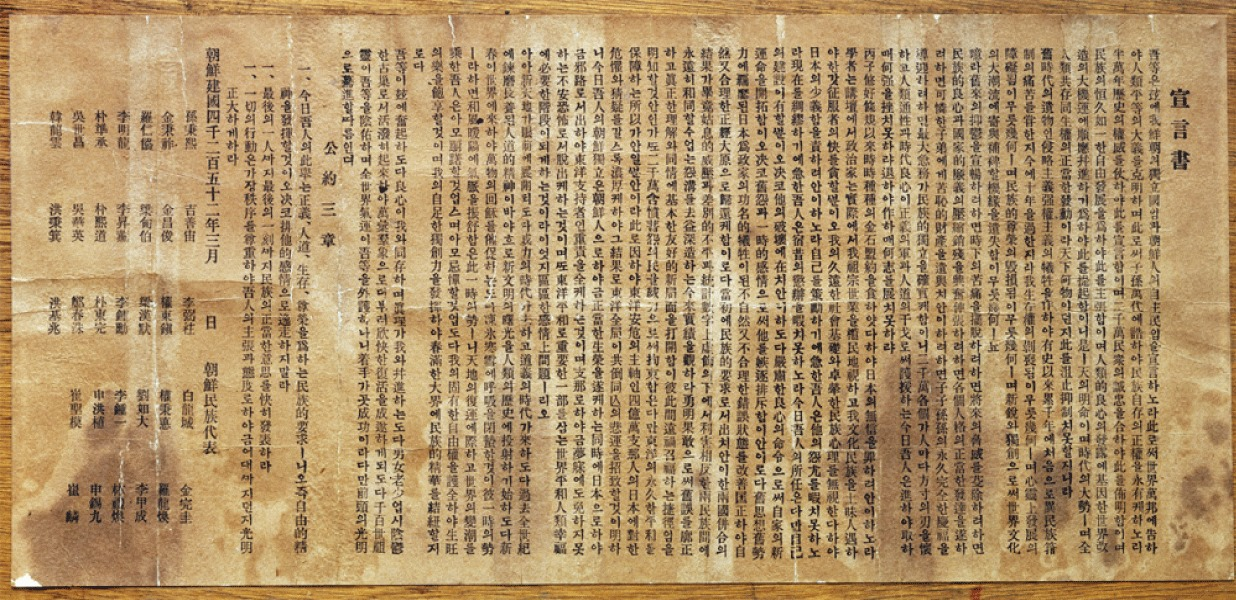 宣言書
吾等은玆에我鮮朝의獨立國임과朝鮮人의自主民임을宣言하노라此로써世界萬邦에告하
야人類平等의大義를克明하며此로써子孫萬代에誥하야民族自存의正權을永有케하노라
半萬年歷史의權威를仗하야此를宣言함이며二千萬民衆의誠忠을合하야此를佈明함이며
民族의恒久如一한自由發展을爲하야此를主張함이며人類的良心의發露에基因한世界改
造의大機運에順應幷進하기爲하야此를提起함이니是ㅣ天의明命이며時代의大勢ㅣ며全
人類共存同生權의正當한發動이라天下何物이던지此를沮止抑制치못할지니라
舊時代의遺物인侵略主義强權主義의犧牲을作하야有史以來累千年에처음으로異民族箝
制의痛苦를嘗한지今에十年을過한지라我生存權의剝喪됨이무릇幾何ㅣ며心靈上發展의
障礙됨이무릇幾何ㅣ며民族的尊榮의毁損됨이무릇幾何ㅣ며新銳와獨創으로써世界文化
의大潮流에寄與補裨할機緣을遺失함이무릇幾何ㅣ뇨
噫라舊來의抑鬱을宣暢하려하면時下의苦痛을擺脫하려하면將來의脅威를芟除하려하면
民族的良心과國家的廉義의壓縮銷殘을興奮伸張하려하면各個人格의正當한發達을遂하
려하면可憐한子弟에게苦恥的財産을遺與치안이하려하면子子孫孫의永久完全한慶福을
導迎하려하면最大急務가民族的獨立을確實케함이니二千萬各個가人마다方寸의刃을懷
하고人類通性과時代良心이正義의軍과人道의干戈로써護援하는今日吾人은進하야取하
매何强을挫치못하랴退하야作하매何志를展치못하랴
丙子修好條規以來時時種種의金石盟約을食하얏다하야日本의無信을罪하려안이하노라
學者는講壇에서政治家는實際에서我祖宗世業을植民地視하고我文化民族을土昧人遇하
야한갓征服者의快를貪할뿐이오我의久遠한社會基礎와卓犖한民族心理를無視한다하야
日本의少義함을責하려안이하노라自己를策勵하기에急한吾人은他의怨尤를暇치못하노
라現在를綢繆하기에急한吾人은宿昔의懲辦을暇치못하노라今日吾人의所任은다만自己
의建設이有할뿐이오決코他의破壞에在치안이하도다嚴肅한良心의命令으로써自家의新
運命을開拓함이오決코舊怨과一時的感情으로써他를嫉逐排斥함이안이로다舊思想舊勢
力에羈縻된日本爲政家의功名的犧牲이된不自然又不合理한錯誤狀態를改善匡正하야自
然又合理한正經大原으로歸還케함이로다當初에民族的要求로서出치안이한兩國併合의
結果가畢竟姑息的威壓과差別的不平과統計數字上虛飾의下에서利害相反한兩民族間에
永遠히和同할수업는怨溝를去益深造하는今來實績을觀하라勇明果敢으로써舊誤를廓正
하고眞正한理解와同情에基本한友好的新局面을打開함이彼此間遠禍召福하는捷徑임을
明知할것안인가또二千萬含憤蓄怨의民을威力으로써拘束함은다만東洋의永久한平和를
保障하는所以가안일뿐안이라此로因하야東洋安危의主軸인四億萬支那人의日本에對한
危懼와猜疑를갈스록濃厚케하야그結果로東洋全局이共倒同亡의悲運을招致할것이明하
니今日吾人의朝鮮獨立은朝鮮人으로하야금正當한生榮을遂케하는同時에日本으로하야
금邪路로서出하야東洋支持者인重責을全케하는것이며支那로하야금夢寐에도免하지못
하는不安恐怖로서脫出케하는것이며또東洋平和로重要한一部를삼는世界平和人類幸福
에必要한階段이되게하는것이라이엇지區區한感情上問題ㅣ리오
아아新天地가眼前에展開되도다威力의時代가去하고道義의時代가來하도다過去全世紀
에鍊磨長養된人道的精神이바야흐로新文明의曙光을人類의歷史에投射하기始하도다新
春이世界에來하야萬物의回蘇를催促하는도다凍氷寒雪에呼吸을閉蟄한것이彼一時의勢
ㅣ라하면和風暖陽에氣脈을振舒함은此一時의勢ㅣ니天地의復運에際하고世界의變潮를
乘한吾人은아모躕躇할것업스며아모忌憚할것업도다我의固有한自由權을護全하야生旺
의樂을飽享할것이며我의自足한獨創力을發揮하야春滿한大界에民族的精華를結紐할지
로다
吾等이玆에奮起하도다良心이我와同存하며眞理가我와幷進하는도다男女老少업시陰鬱
한古巢로서活潑히起來하야萬彙羣象으로더부러欣快한復活을成遂하게되도다千百世祖
靈이吾等을陰佑하며全世界氣運이吾等을外護하나니着手가곳成功이라다만前頭의光明
으로驀進할따름인뎌
公約三章
一、今日吾人의此擧는正義、人道、生存、尊榮을爲하는民族的要求ㅣ니오즉自由的精
神을發揮할것이오決코排他的感情으로逸走하지말라
一、最後의一人까지最後의一刻까지民族의正當한意思를快히發表하라
一、一切의行動은가장秩序를尊重하야吾人의主張과態度로하야금어대까지던지光明
正大하게하라
朝鮮建國四千二百五十二年三月 日 朝鮮民族代表
孫秉熙 吉善宙 李弼柱 白龍城 金完圭
金秉祚 金昌俊 權東鎭 權秉悳 羅龍煥
羅仁協 梁甸伯 梁漢默 劉如大 李甲成
李明龍 李昇薰 李鍾勳 李鍾一 林禮煥
朴準承 朴熙道 朴東完 申洪植 申錫九
吳世昌 吳華英 鄭春洙 崔聖模 崔麟
韓龍雲 洪秉箕 洪基兆